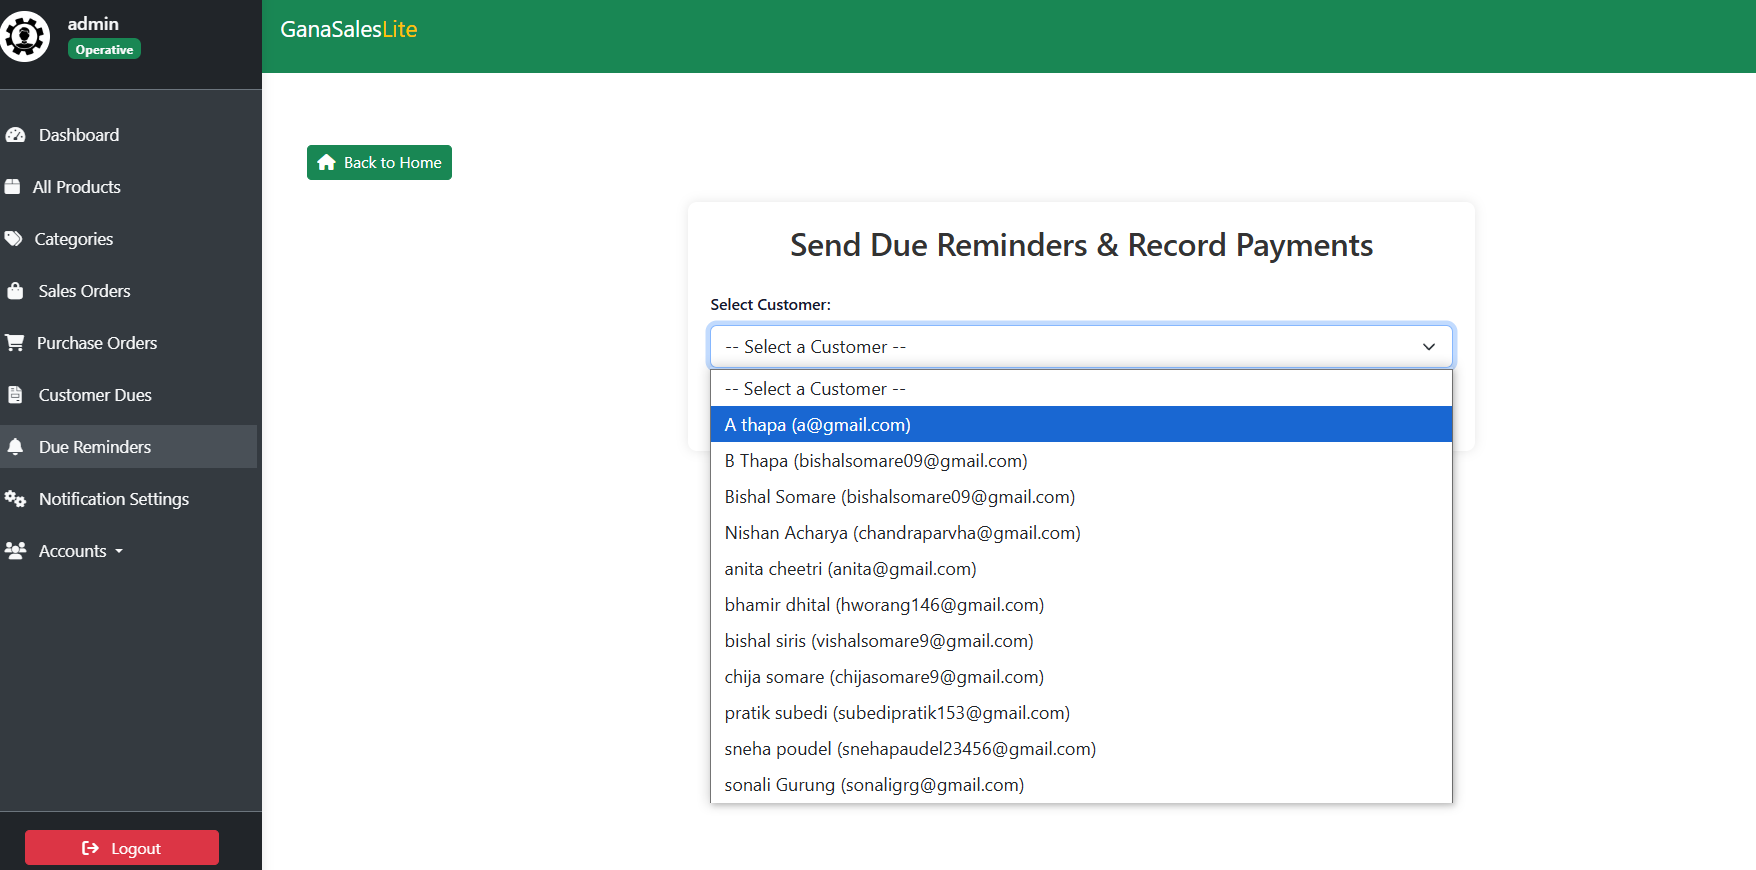 admin
Operative
GanaSalesLite
Dashboard
All Products
Categories
Sales Orders
Purchase Orders
Customer Dues
Due Reminders
Notification Settings
Accounts
Logout
Back to Home
Send Due Reminders & Record Payments
Select Customer:
-- Select a Customer --
-- Select a Customer --
A thapa (a@gmail.com)
B Thapa (bishalsomare09@gmail.com)
Bishal Somare (bishalsomare09@gmail.com)
Nishan Acharya (chandraparvha@gmail.com)
anita cheetri (anita@gmail.com)
bhamir dhital (hworang146@gmail.com)
bishal siris (vishalsomare9@gmail.com)
chija somare (chijasomare9@gmail.com)
pratik subedi (subedipratik153@gmail.com)
sneha poudel (snehapaudel23456@gmail.com)
sonali Gurung (sonaligrg@gmail.com)